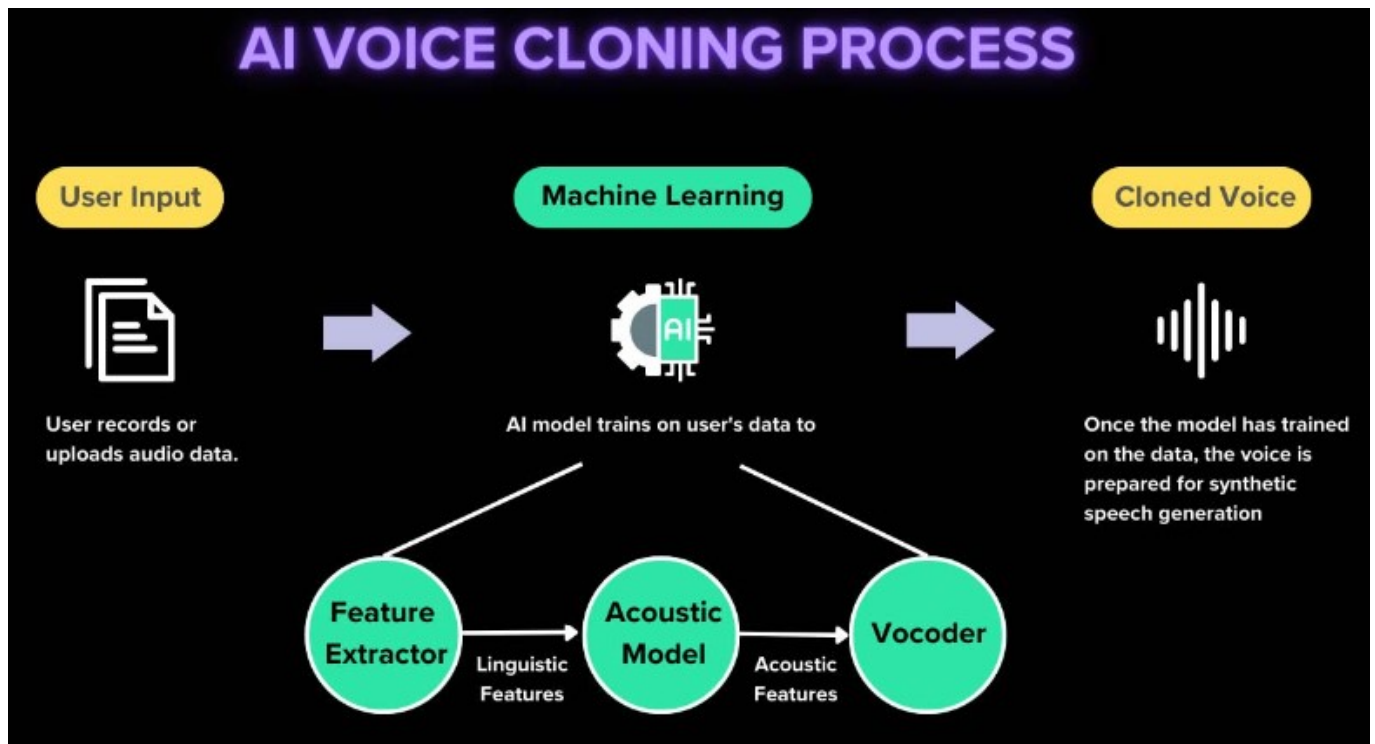 AI VOICE CLONING PROCESS
User Input
Machine Learning
Cloned Voice
AI
User records or
uploads audio data.
AI model trains on user's data to
Once the model has trained
on the data, the voice is
prepared for synthetic
speech generation
Feature
Extractor
Linguistic
Features
Acoustic
Model
Acoustic
Features
Vocoder